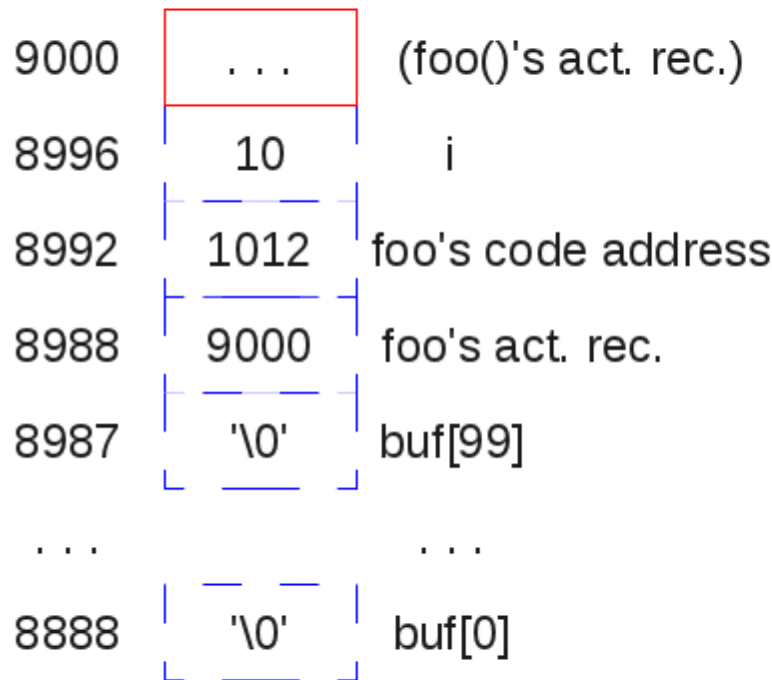 9000 . . . (foo()'s act. rec.)
8996 10 i
8992 1012 foo's code address
8988 9000 foo's act. rec.
8987 '\0' buf[99]
. . . . . .
8888 '\0' buf[0]